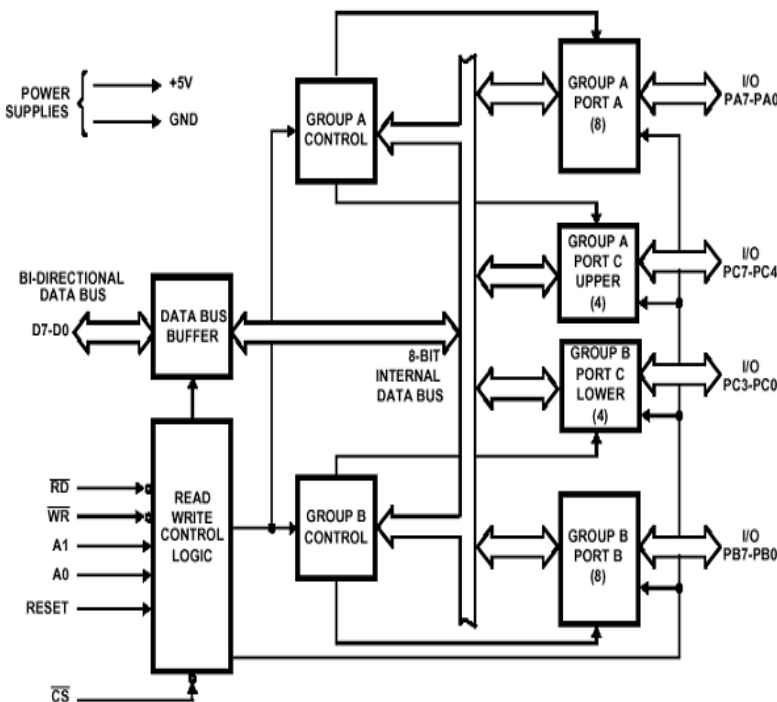 POWER
SUPPLIES
+5V
GND
GROUP A
CONTROL
GROUP A
PORT A
(8)
I/O
PA7-PA0
GROUP A
PORT C
UPPER
(4)
I/O
PC7-PC4
BI-DIRECTIONAL
DATA BUS
D7-D0
DATA BUS
BUFFER
8-BIT
INTERNAL
DATA BUS
GROUP B
PORT C
LOWER
(4)
I/O
PC3-PC0
RD
WR
A1
A0
RESET
CS
READ
WRITE
CONTROL
LOGIC
GROUP B
CONTROL
GROUP B
PORT B
(8)
I/O
PB7-PB0